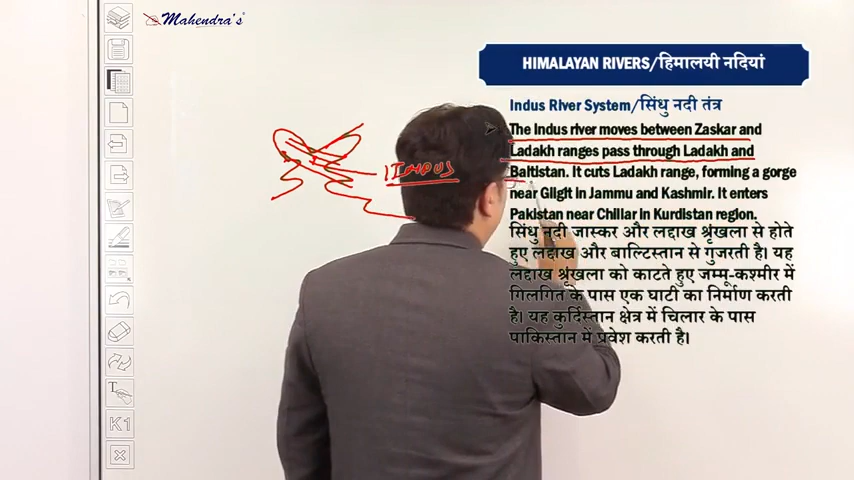 Mahendra's
HIMALAYAN RIVERS/हिमालयी नदियां
Indus River System/सिंधु नदी तंत्र
The Indus river moves between Zaskar and
Ladakh ranges pass through Ladakh and
Baltistan. It cuts Ladakh range, forming a gorge
near Gilgit in Jammu and Kashmir. It enters
Pakistan near Chillar in Kurdistan region.
सिंधु नदी जास्कर और लद्दाख श्रृंखला से होते
हुए लद्दाख और बाल्टिस्तान से गुजरती है। यह
लद्दाख श्रृंखला को काटते हुए जम्मू-कश्मीर में
गिलगित के पास एक घाटी का निर्माण करती
है। यह कुर्दिस्तान क्षेत्र में चिलार के पास
पाकिस्तान में प्रवेश करती है।
INDUS
T
K1